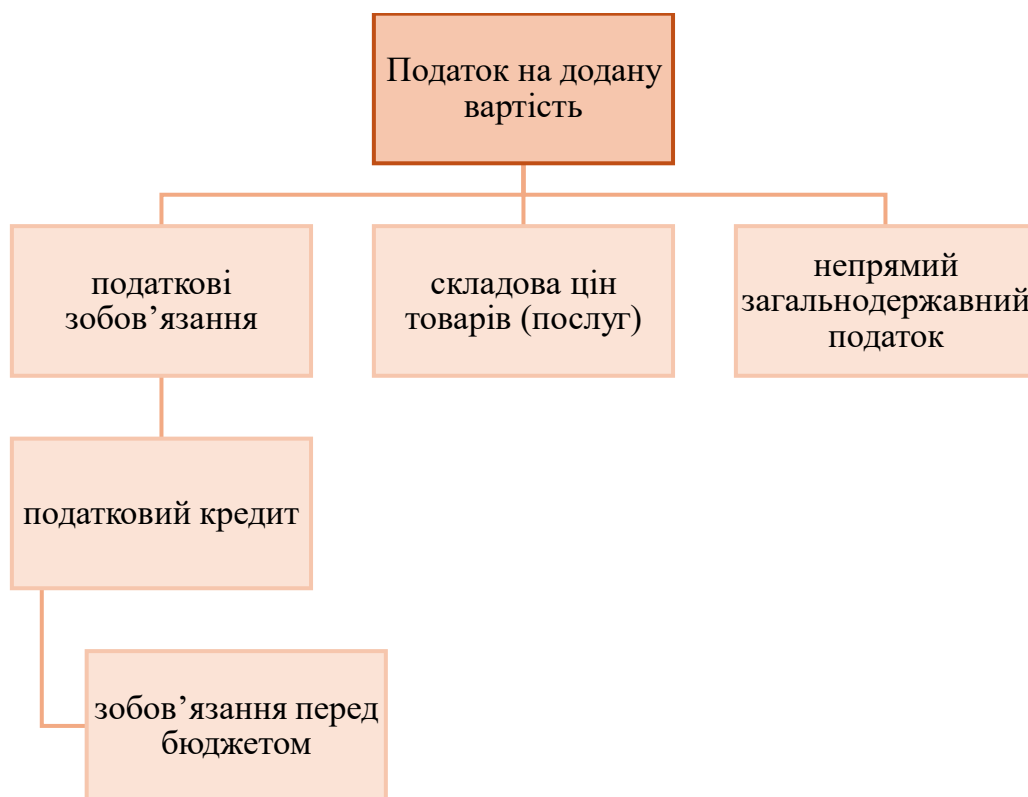 Податок на додану
вартість
податкові
зобов’язання
складова цін
товарів (послуг)
непрямий
загальнодержавний
податок
податковий кредит
зобов’язання перед
бюджетом